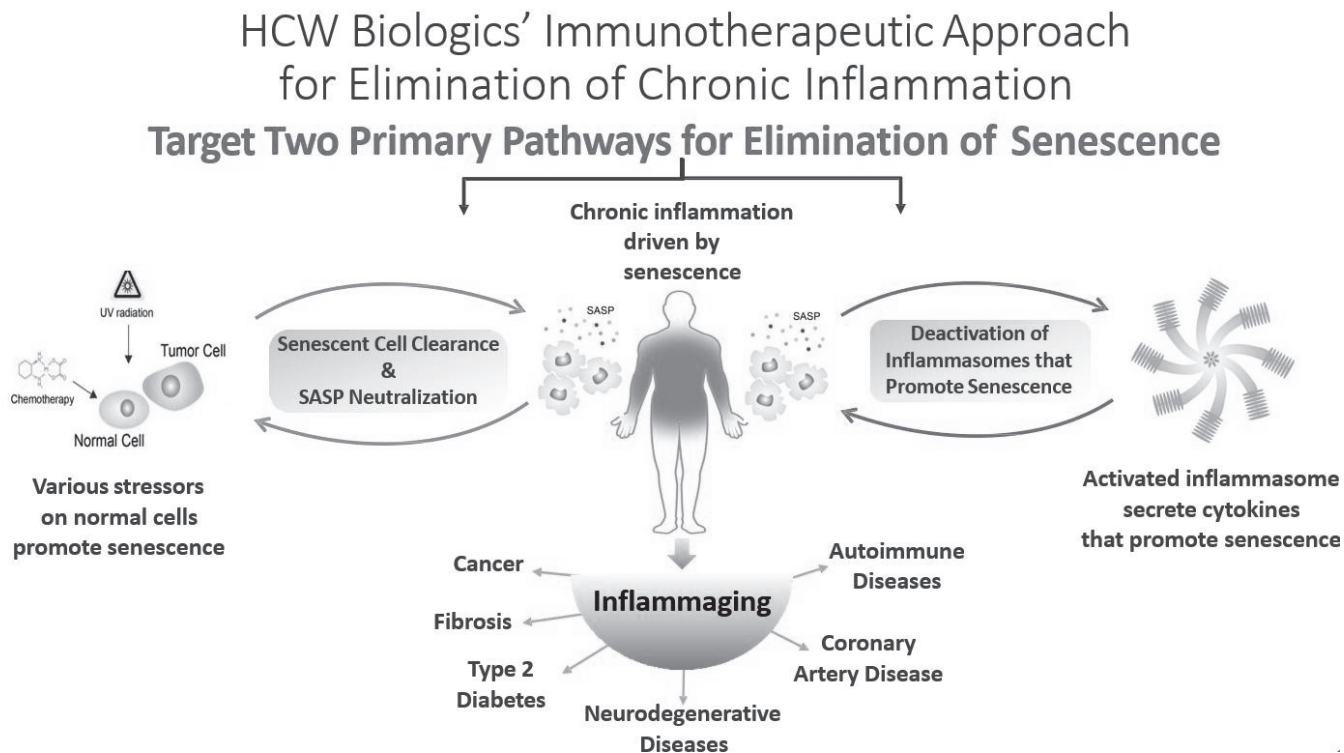 HCW Biologics’ Immunotherapeutic Approach
for Elimination of Chronic Inflammation
Target Two Primary Pathways for Elimination of Senescence
Chronic inflammation
driven by
senescence
UV radiation
Tumor Cell
Chemotherapy
Normal Cell
Various stressors
on normal cells
promote senescence
Senescent Cell Clearance
&
SASP Neutralization
SASP
SASP
Deactivation of
Inflammasomes that
Promote Senescence
Activated inflammasome
secrete cytokines
that promote senescence
Inflammaging
Cancer
Fibrosis
Type 2
Diabetes
Neurodegenerative
Diseases
Coronary
Artery Disease
Autoimmune
Diseases